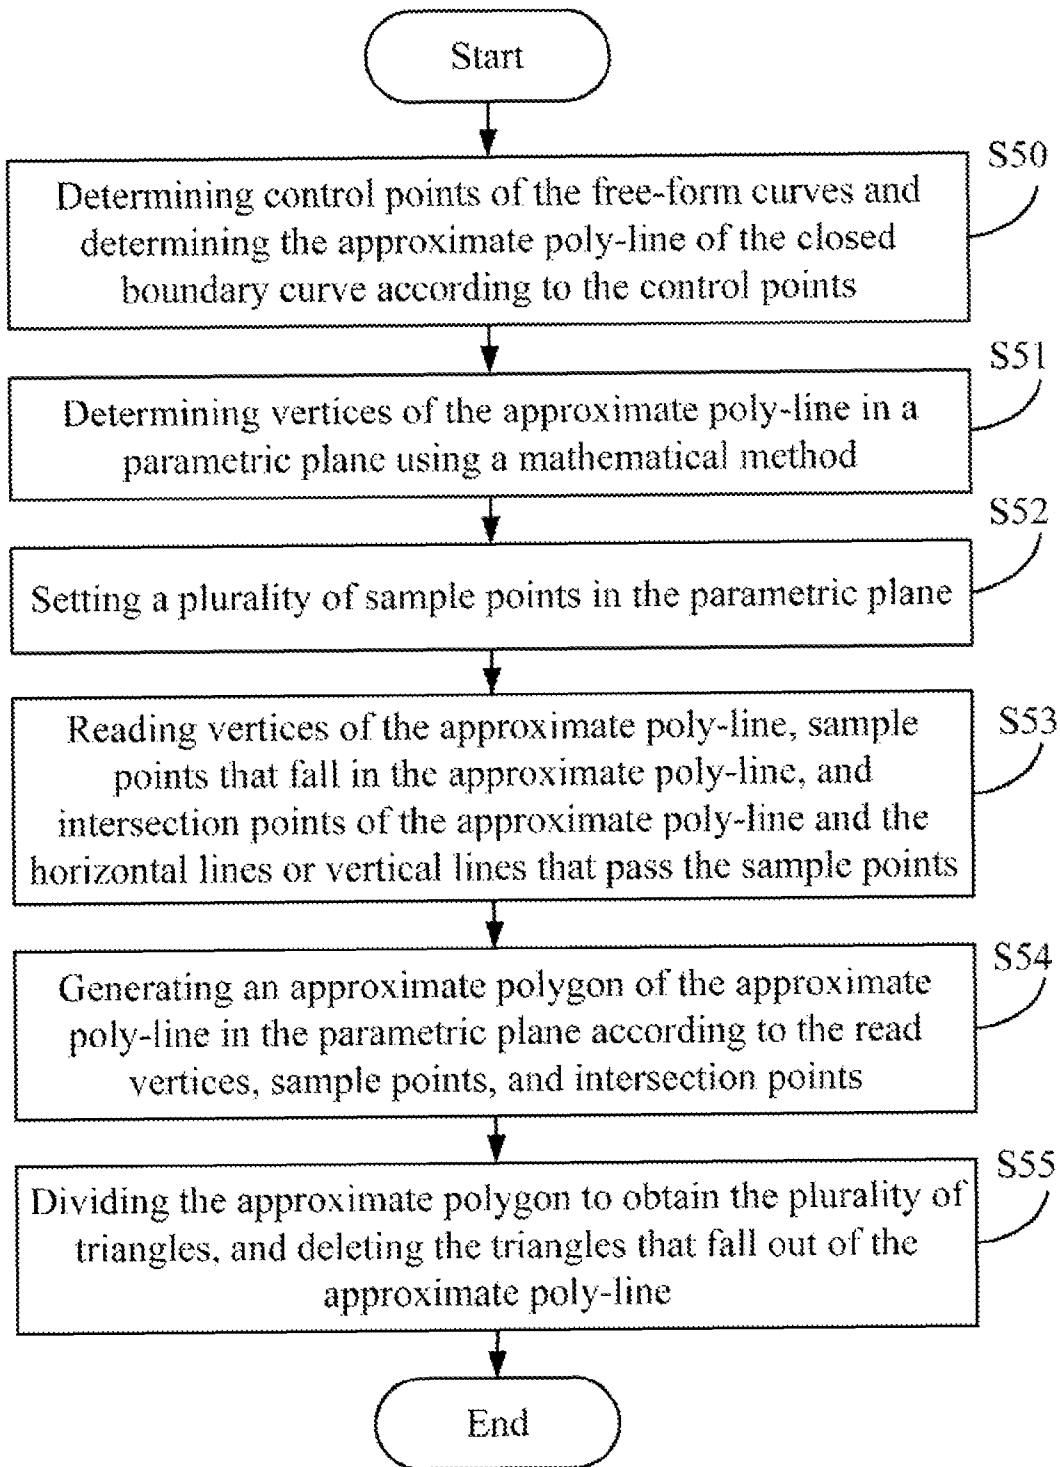 Start
S50
Determining control points of the free-form curves and
determining the approximate poly-line of the closed
boundary curve according to the control points
S51
Determining vertices of the approximate poly-line in a
parametric plane using a mathematical method
S52
Setting a plurality of sample points in the parametric plane
S53
Reading vertices of the approximate poly-line, sample
points that fall in the approximate poly-line, and
intersection points of the approximate poly-line and the
horizontal lines or vertical lines that pass the sample points
S54
Generating an approximate polygon of the approximate
poly-line in the parametric plane according to the read
vertices, sample points, and intersection points
S55
Dividing the approximate polygon to obtain the plurality of
triangles, and deleting the triangles that fall out of the
approximate poly-line
End